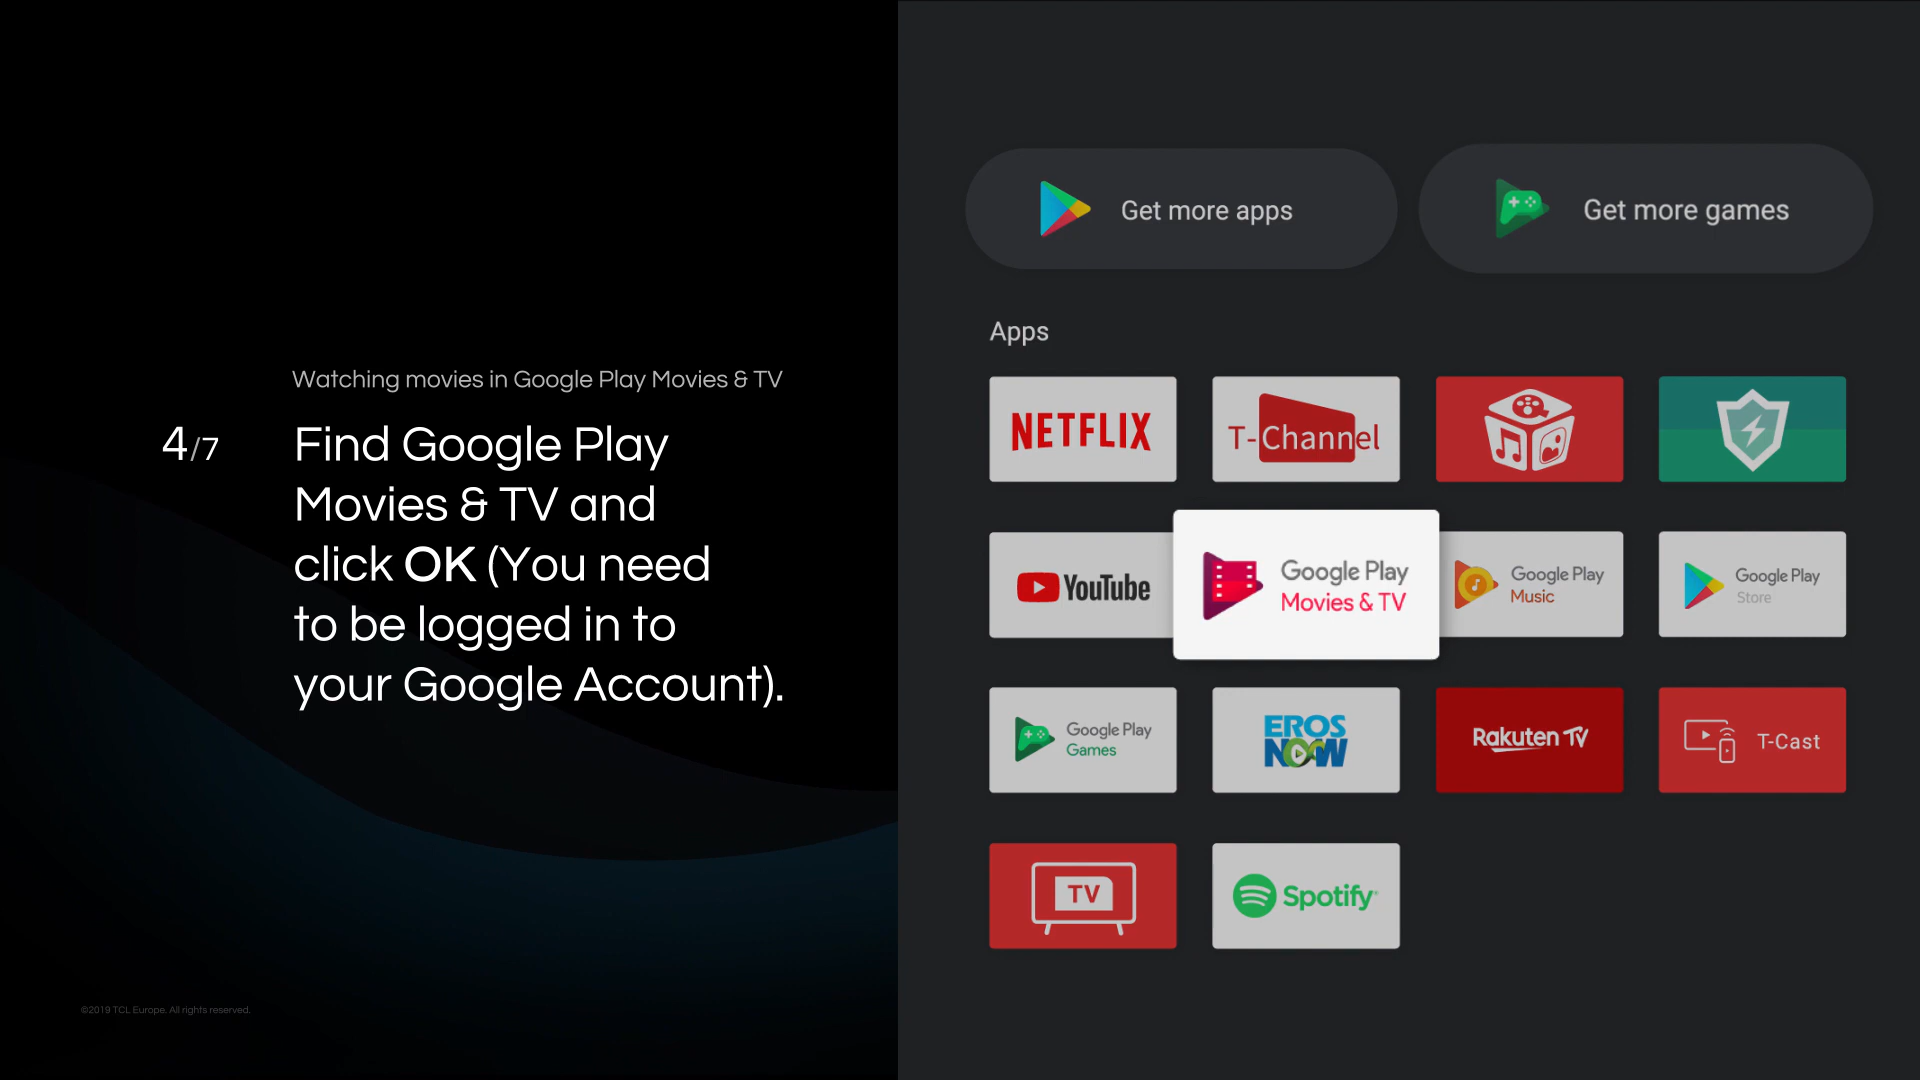 Watching movies in Google Play Movies & TV
4/7
Find Google Play
Movies & TV and
click OK (You need
to be logged in to
your Google Account).
©2019 TCL Europe. All rights reserved.
Get more apps
Get more games
Apps
NETFLIX
T-Channel
YouTube
Google Play
Movies & TV
Google Play
Music
Google Play
Store
Google Play
Games
EROS
NOW
Rakuten TV
T-Cast
TV
Spotify